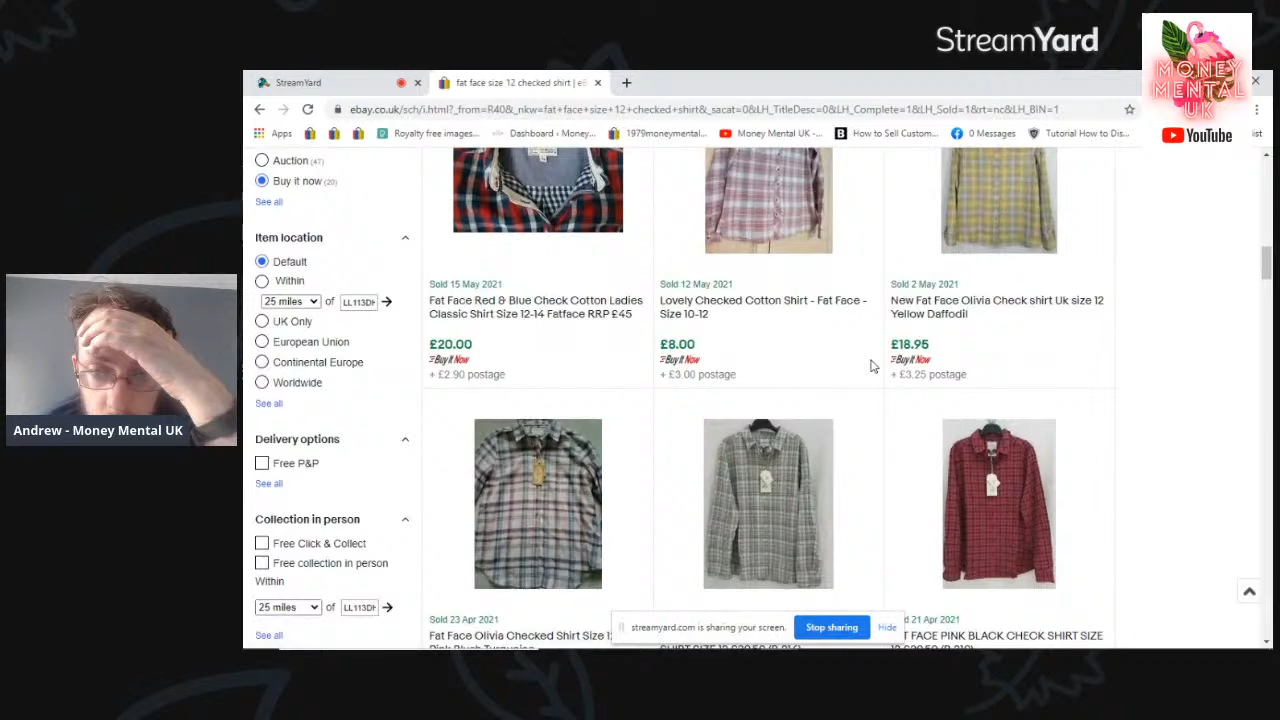 StreamYard
MONEY
MENTAL
UK
YouTube
StreamYard
fat face size 12 checked shirt | eB
ebay.co.uk/sch/i.html?_from=R40&_nkw=fat+face+size+12+checked+shirt&_sacat=0&LH_TitleDesc=0&LH_Complete=1&LH_Sold=1&rt=nc&LH_BIN=1
Apps
Royalty free images...
Dashboard ‹ Money...
1979moneymental...
Money Mental UK -...
How to Sell Custom...
0 Messages
Tutorial How to Dis...
ist
Auction (47)
Buy it now (20)
See all
Item location
Default
Within
25 miles of LL113DH
UK Only
European Union
Continental Europe
Worldwide
See all
Delivery options
Free P&P
See all
Collection in person
Free Click & Collect
Free collection in person
Within
25 miles of LL113DH
See all
Sold 15 May 2021
Fat Face Red & Blue Check Cotton Ladies
Classic Shirt Size 12-14 Fatface RRP £45
£20.00
Buy It Now
+ £2.90 postage
Sold 12 May 2021
Lovely Checked Cotton Shirt - Fat Face -
Size 10-12
£8.00
Buy It Now
+ £3.00 postage
Sold 2 May 2021
New Fat Face Olivia Check shirt Uk size 12
Yellow Daffodil
£18.95
Buy It Now
+ £3.25 postage
Sold 23 Apr 2021
Fat Face Olivia Checked Shirt Size 1
Pink Blush Turquoise
d 21 Apr 2021
T FACE PINK BLACK CHECK SHIRT SIZE
streamyard.com is sharing your screen.
Stop sharing
Hide
Andrew - Money Mental UK